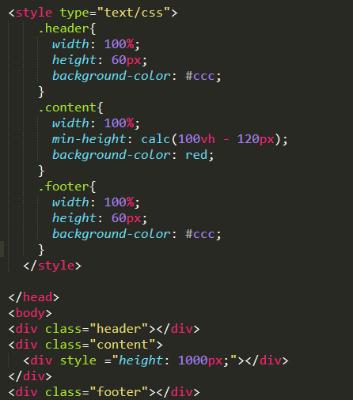 <style type="text/css">
.header{
width: 100%;
height: 60px;
background-color: #ccc;
}
.content{
width: 100%;
min-height: calc(100vh - 120px);
background-color: red;
}
.footer{
width: 100%;
height: 60px;
background-color: #ccc;
}
</style>
</head>
<body>
<div class="header"></div>
<div class="content">
<div style ="height: 1000px;"></div>
</div>
<div class="footer"></div>